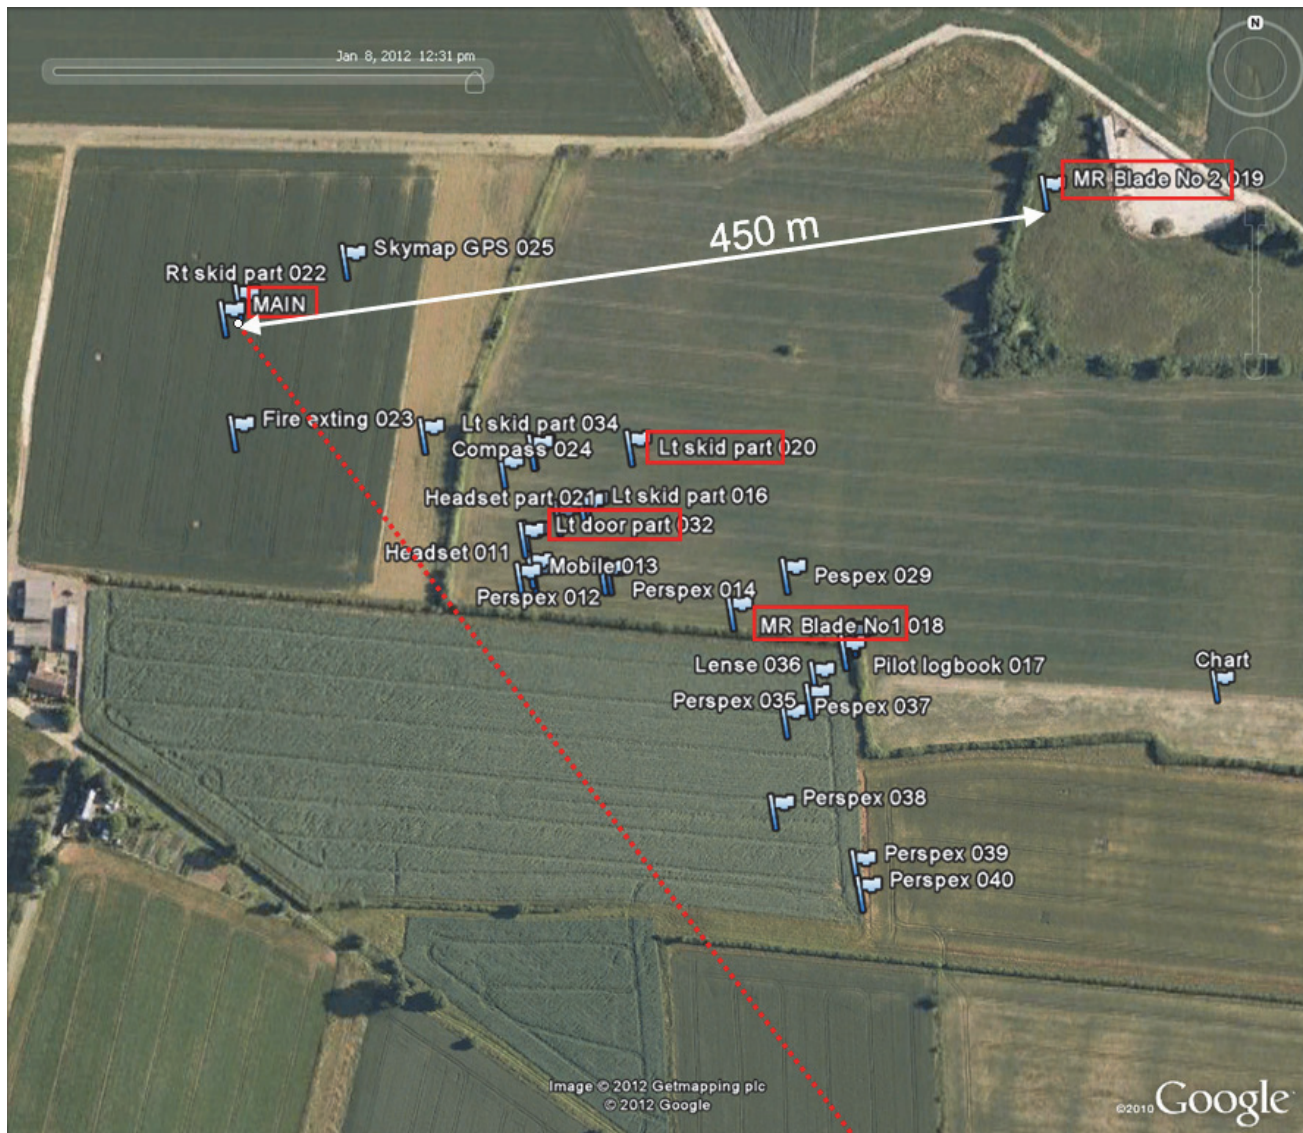 N
Jan 8, 2012 12:31 pm
MR Blade No 2 019
450 m
Skymap GPS 025
Rt skid part 022
MAIN
Fire exting 023
Lt skid part 034
Compass 024
Lt skid part 020
Headset part 021
Lt skid part 016
Lt door part 032
Headset 011
Mobile 013
Pespex 029
Perspex 012
Perspex 014
MR Blade No1 018
Lense 036
Pilot logbook 017
Chart
Perspex 035
Pespex 037
Perspex 038
Perspex 039
Perspex 040
Image © 2012 Getmapping plc
© 2012 Google
©2010 Google